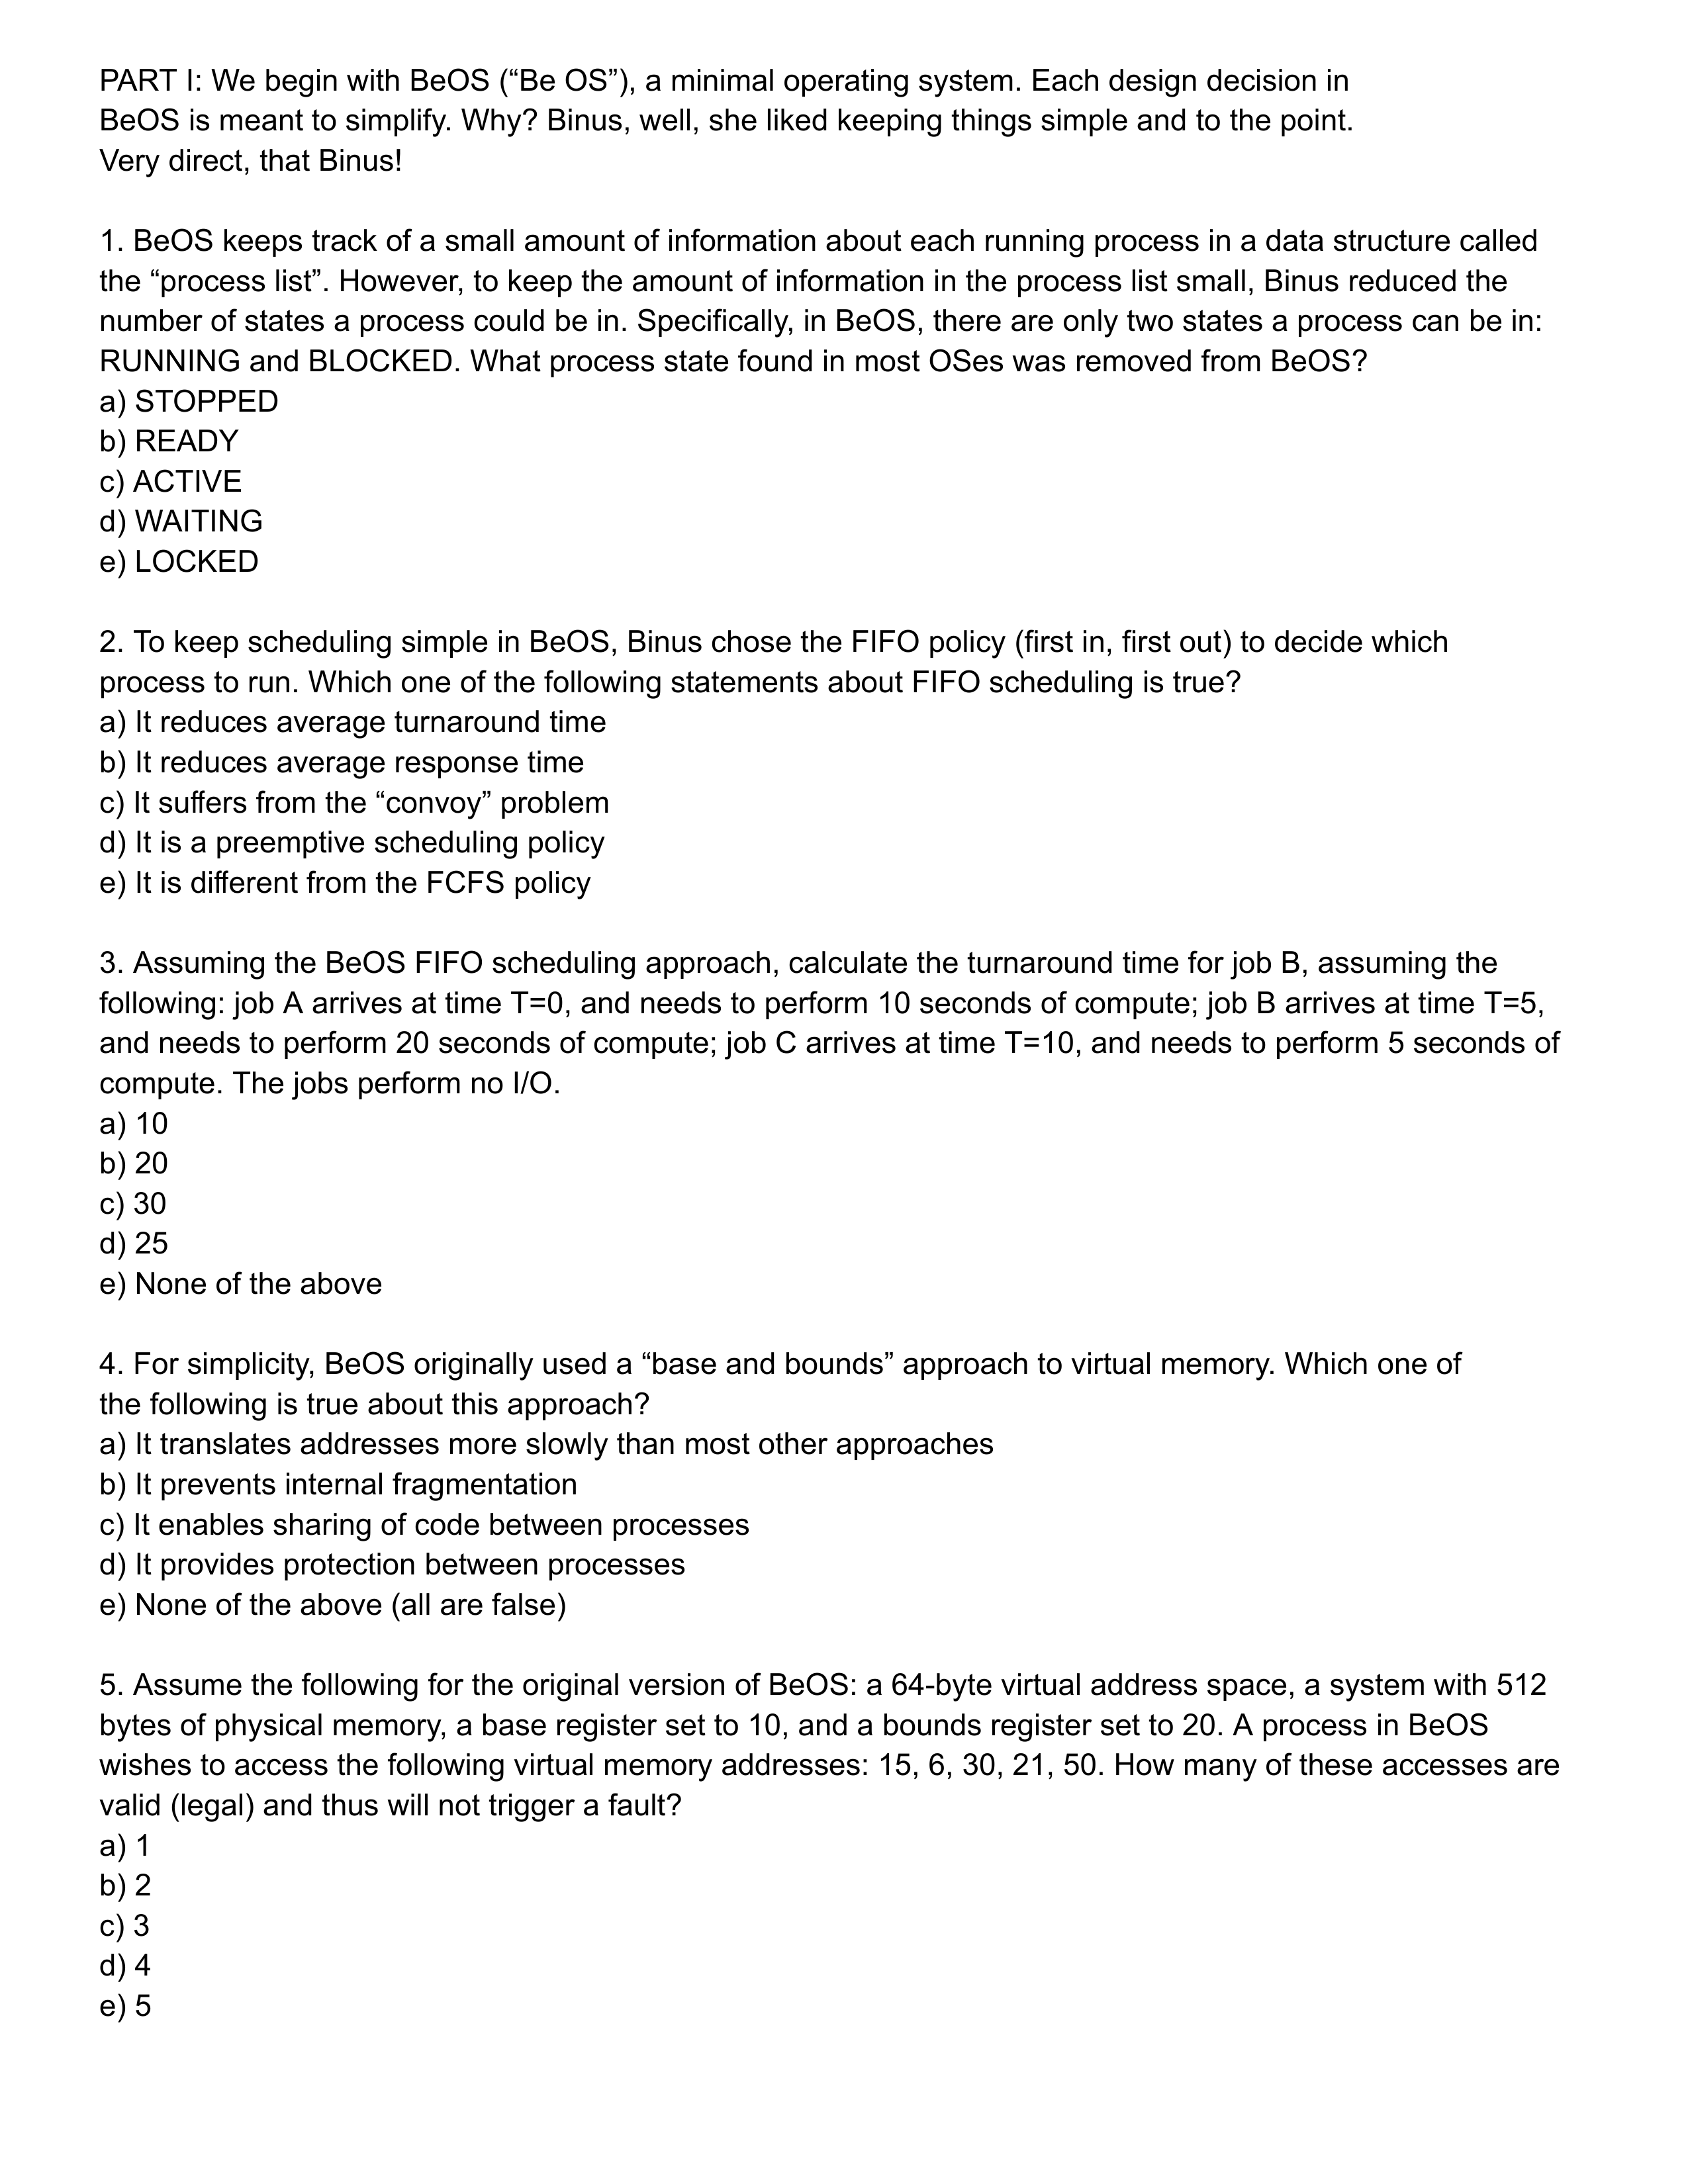 PART I: We begin with BeOS (“Be OS”), a minimal operating system. Each design decision in
BeOS is meant to simplify. Why? Binus, well, she liked keeping things simple and to the point.
Very direct, that Binus!
1. BeOS keeps track of a small amount of information about each running process in a data structure called
the “process list”. However, to keep the amount of information in the process list small, Binus reduced the
number of states a process could be in. Specifically, in BeOS, there are only two states a process can be in:
RUNNING and BLOCKED. What process state found in most OSes was removed from BeOS?
a) STOPPED
b) READY
c) ACTIVE
d) WAITING
e) LOCKED
2. To keep scheduling simple in BeOS, Binus chose the FIFO policy (first in, first out) to decide which
process to run. Which one of the following statements about FIFO scheduling is true?
a) It reduces average turnaround time
b) It reduces average response time
c) It suffers from the “convoy” problem
d) It is a preemptive scheduling policy
e) It is different from the FCFS policy
3. Assuming the BeOS FIFO scheduling approach, calculate the turnaround time for job B, assuming the
following: job A arrives at time T=0, and needs to perform 10 seconds of compute; job B arrives at time T=5,
and needs to perform 20 seconds of compute; job C arrives at time T=10, and needs to perform 5 seconds of
compute. The jobs perform no I/O.
a) 10
b) 20
c) 30
d) 25
e) None of the above
4. For simplicity, BeOS originally used a “base and bounds” approach to virtual memory. Which one of
the following is true about this approach?
a) It translates addresses more slowly than most other approaches
b) It prevents internal fragmentation
c) It enables sharing of code between processes
d) It provides protection between processes
e) None of the above (all are false)
5. Assume the following for the original version of BeOS: a 64-byte virtual address space, a system with 512
bytes of physical memory, a base register set to 10, and a bounds register set to 20. A process in BeOS
wishes to access the following virtual memory addresses: 15, 6, 30, 21, 50. How many of these accesses are
valid (legal) and thus will not trigger a fault?
a) 1
b) 2
c) 3
d) 4
e) 5